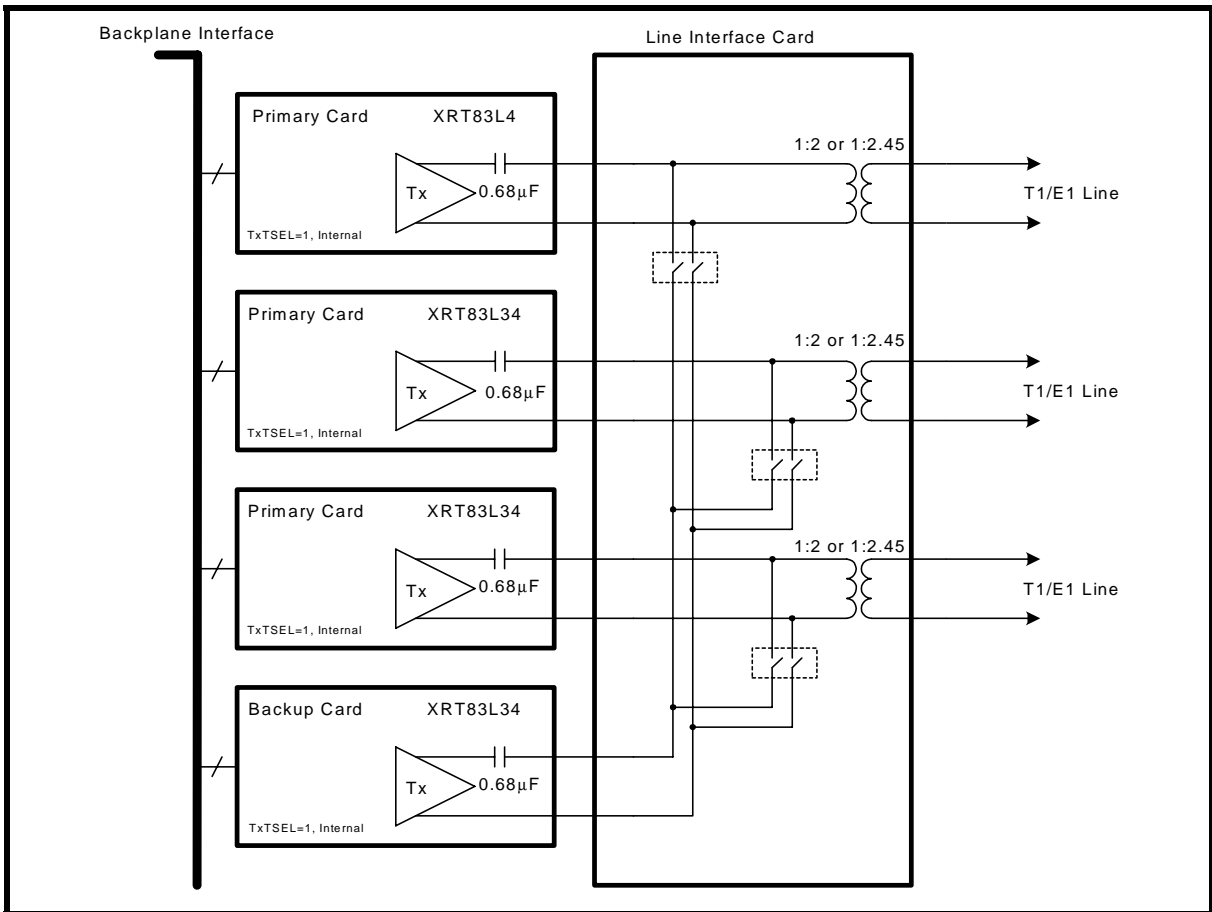 Backplane Interface
Line Interface Card
Primary Card XRT83L4
1:2 or 1:2.45
Tx
0.68μF
T1/E1 Line
TxTSEL=1, Internal
Primary Card XRT83L34
1:2 or 1:2.45
Tx
0.68μF
T1/E1 Line
TxTSEL=1, Internal
Primary Card XRT83L34
1:2 or 1:2.45
Tx
0.68μF
T1/E1 Line
TxTSEL=1, Internal
Backup Card XRT83L34
Tx
0.68μF
TxTSEL=1, Internal